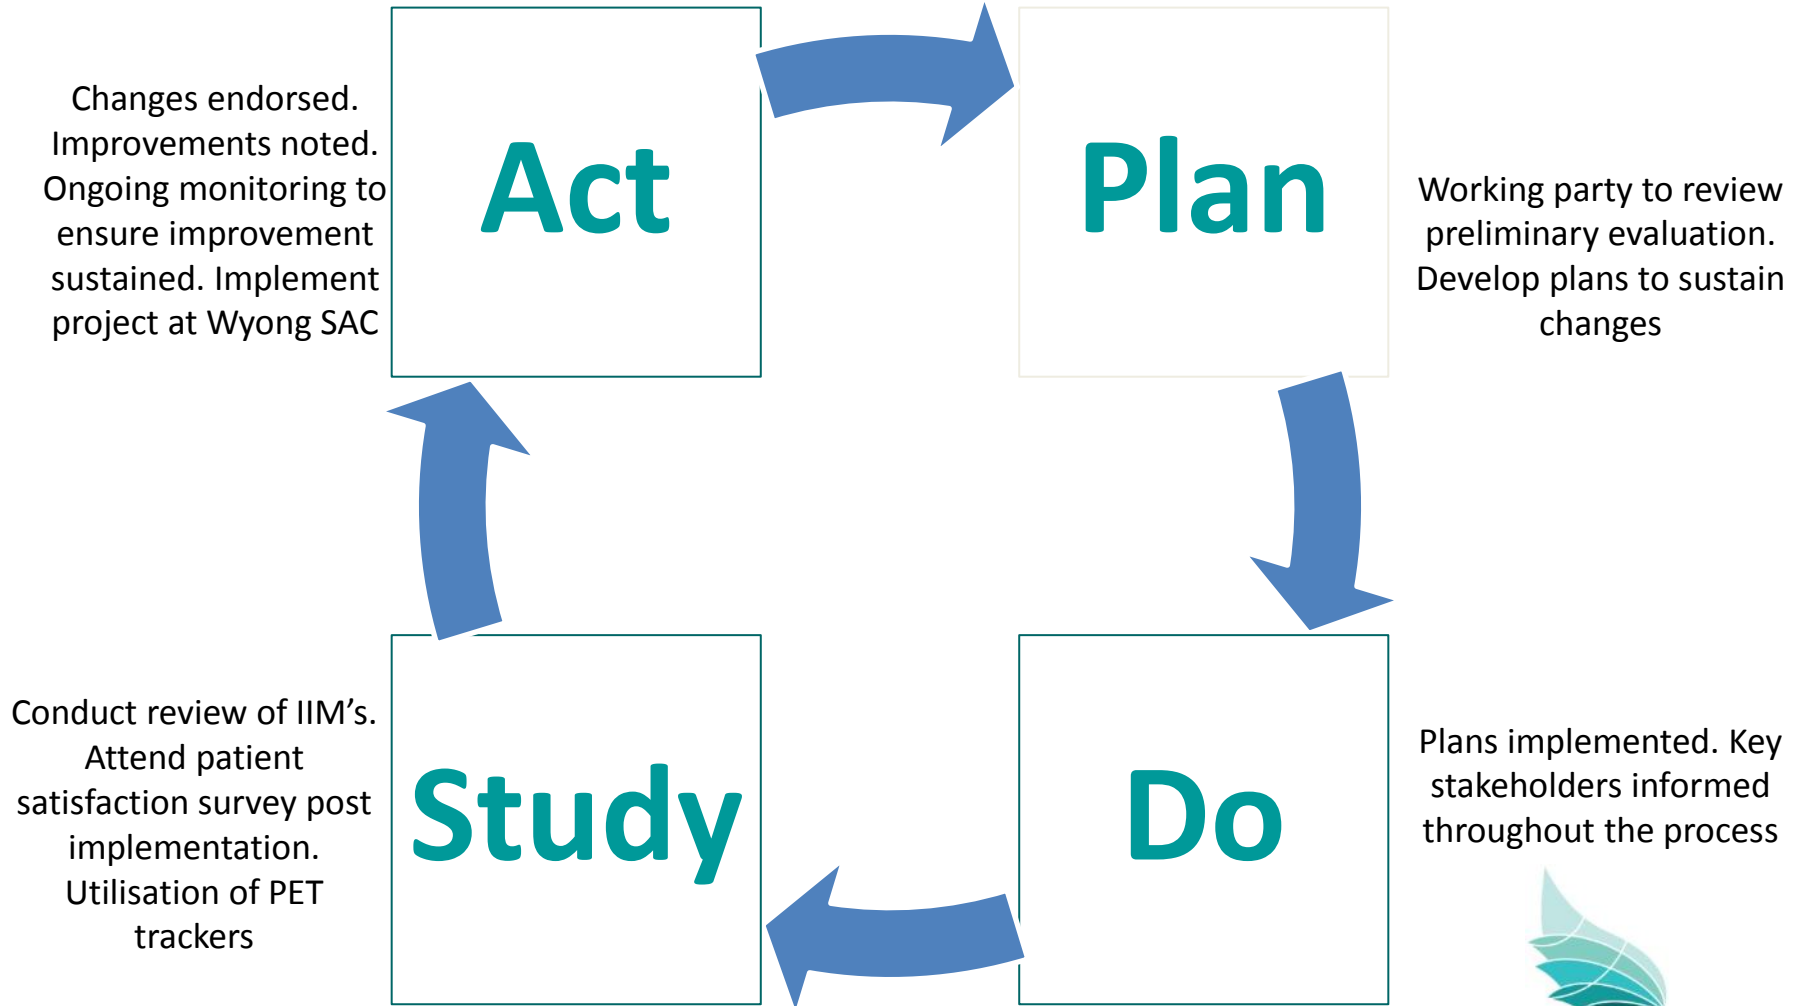 Changes endorsed.
Improvements noted.
Ongoing monitoring to
ensure improvement
sustained. Implement
project at Wyong SAC
Act
Plan
Working party to review
preliminary evaluation.
Develop plans to sustain
changes
Conduct review of IIM’s.
Attend patient
satisfaction survey post
implementation.
Utilisation of PET
trackers
Study
Do
Plans implemented. Key
stakeholders informed
throughout the process